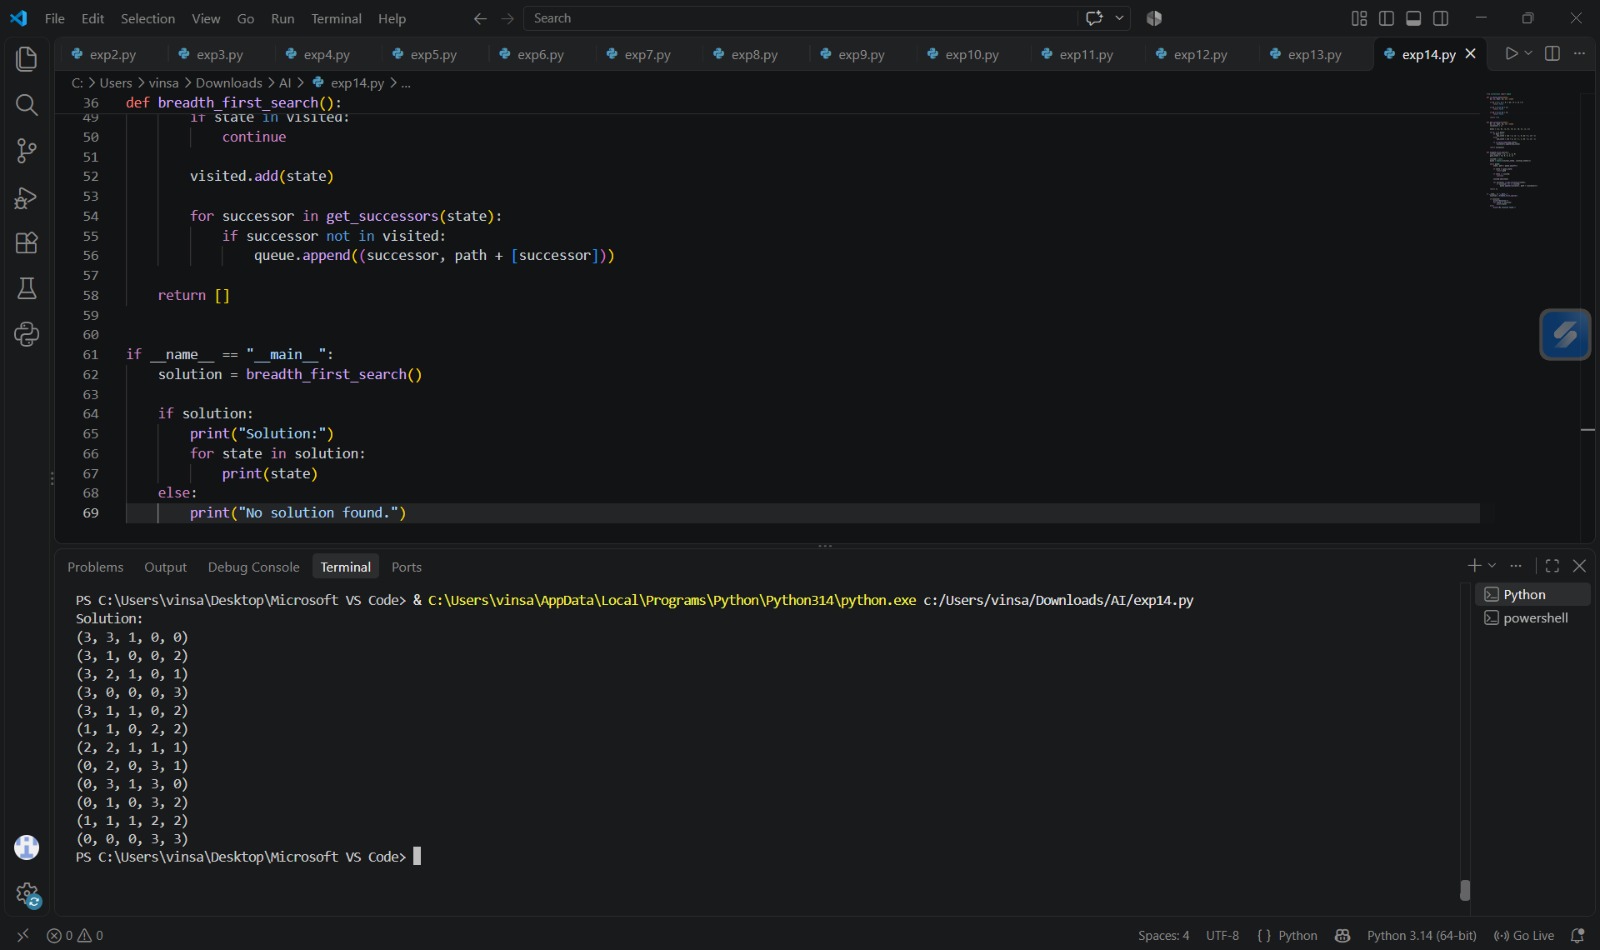 File Edit Selection View Go Run Terminal Help Search
exp2.py exp3.py exp4.py exp5.py exp6.py exp7.py exp8.py exp9.py exp10.py exp11.py exp12.py exp13.py exp14.py
C: > Users > vinsa > Downloads > AI > exp14.py > ...
36 def breadth_first_search():
49 if state in visited:
50 continue
51
52 visited.add(state)
53
54 for successor in get_successors(state):
55 if successor not in visited:
56 queue.append((successor, path + [successor]))
57
58 return []
59
60
61 if __name__ == "__main__":
62 solution = breadth_first_search()
63
64 if solution:
65 print("Solution:")
66 for state in solution:
67 print(state)
68 else:
69 print("No solution found.")
Problems Output Debug Console Terminal Ports
PS C:\Users\vinsa\Desktop\Microsoft VS Code> & C:\Users\vinsa\AppData\Local\Programs\Python\Python314\python.exe c:/Users/vinsa/Downloads/AI/exp14.py
Solution:
(3, 3, 1, 0, 0)
(3, 1, 0, 0, 2)
(3, 2, 1, 0, 1)
(3, 0, 0, 0, 3)
(3, 1, 1, 0, 2)
(1, 1, 0, 2, 2)
(2, 2, 1, 1, 1)
(0, 2, 0, 3, 1)
(0, 3, 1, 3, 0)
(0, 1, 0, 3, 2)
(1, 1, 1, 2, 2)
(0, 0, 0, 3, 3)
PS C:\Users\vinsa\Desktop\Microsoft VS Code>
Python
powershell
0 0 Spaces: 4 UTF-8 { } Python Python 3.14 (64-bit) Go Live